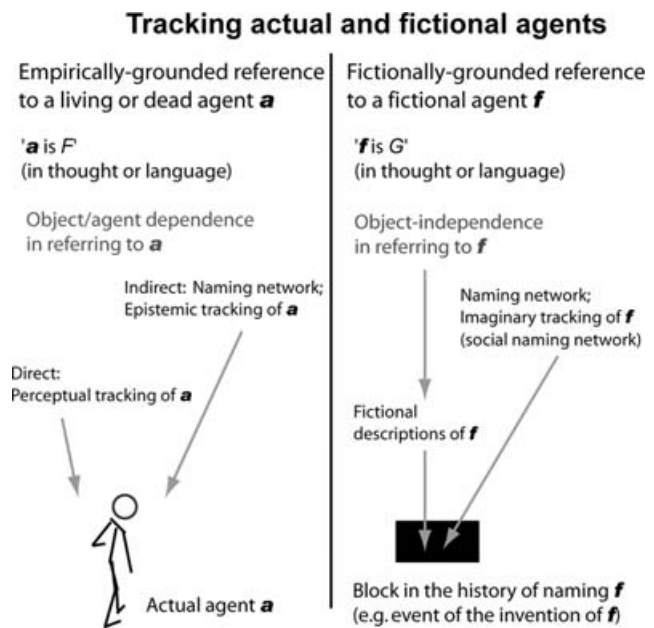 Tracking actual and fictional agents
Empirically-grounded reference
to a living or dead agent a
'a is F'
(in thought or language)
Object/agent dependence
in referring to a
Indirect: Naming network;
Epistemic tracking of a
Direct:
Perceptual tracking of a
Actual agent a
Fictionally-grounded reference
to a fictional agent f
'f is G'
(in thought or language)
Object-independence
in referring to f
Naming network;
Imaginary tracking of f
(social naming network)
Fictional
descriptions of f
Block in the history of naming f
(e.g. event of the invention of f)